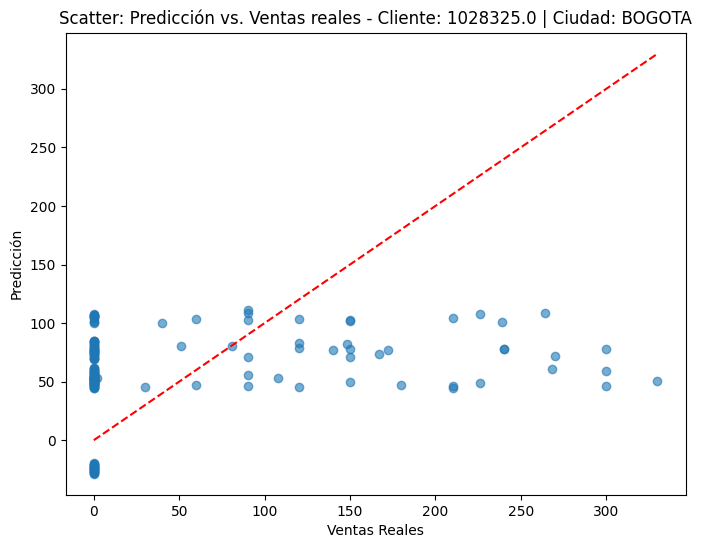 Scatter: Predicción vs. Ventas reales - Cliente: 1028325.0 | Ciudad: BOGOTA
300
250
200
150
100
50
0
Predicción
0 50 100 150 200 250 300
Ventas Reales